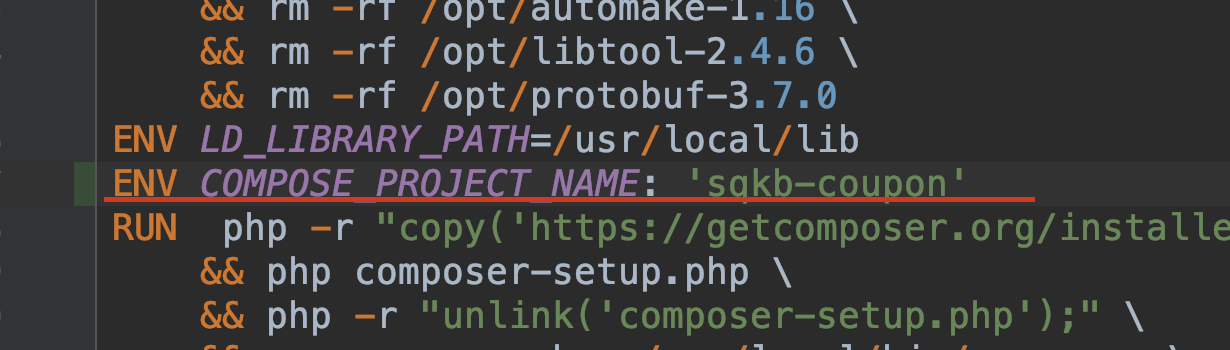 && rm -rf /opt/automake-1.16 \
&& rm -rf /opt/libtool-2.4.6 \
&& rm -rf /opt/protobuf-3.7.0
ENV LD_LIBRARY_PATH=/usr/local/lib
ENV COMPOSE_PROJECT_NAME: 'sqkb-coupon'
RUN  php -r "copy('https://getcomposer.org/installe
&& php composer-setup.php \
&& php -r "unlink('composer-setup.php');" \